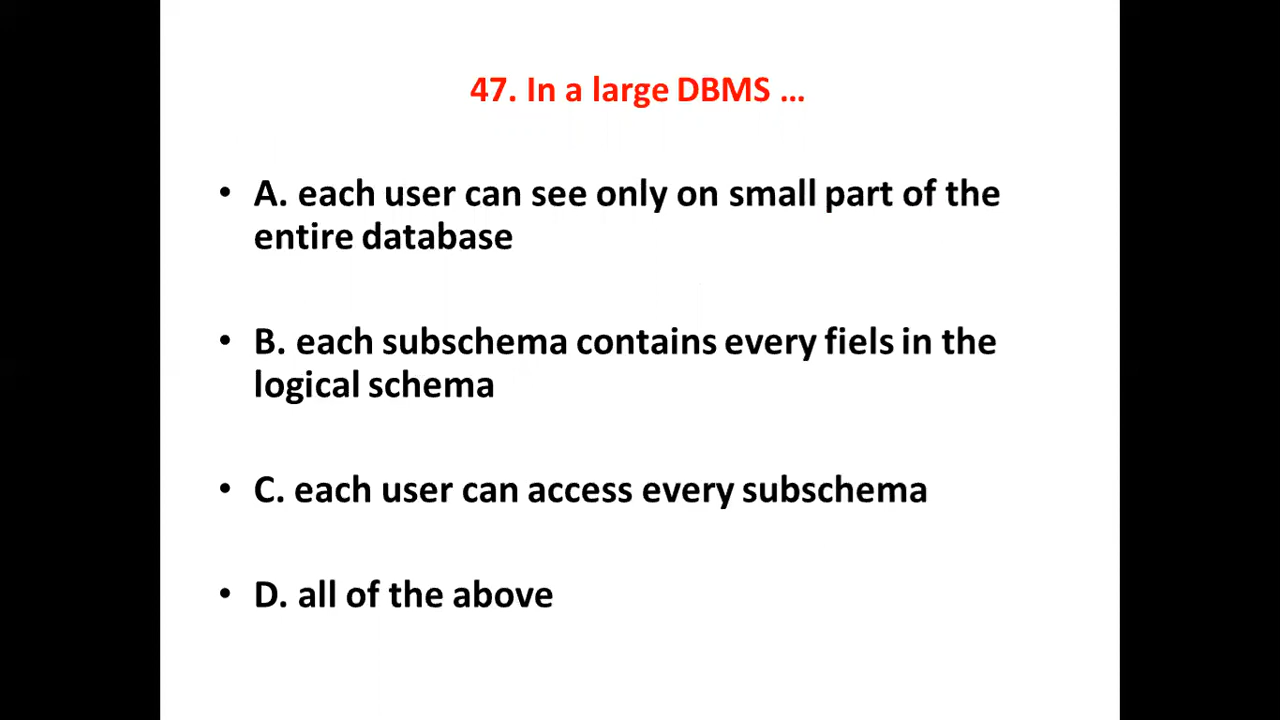 47. In a large DBMS ...
• A. each user can see only on small part of the
entire database
• B. each subschema contains every fiels in the
logical schema
• C. each user can access every subschema
• D. all of the above